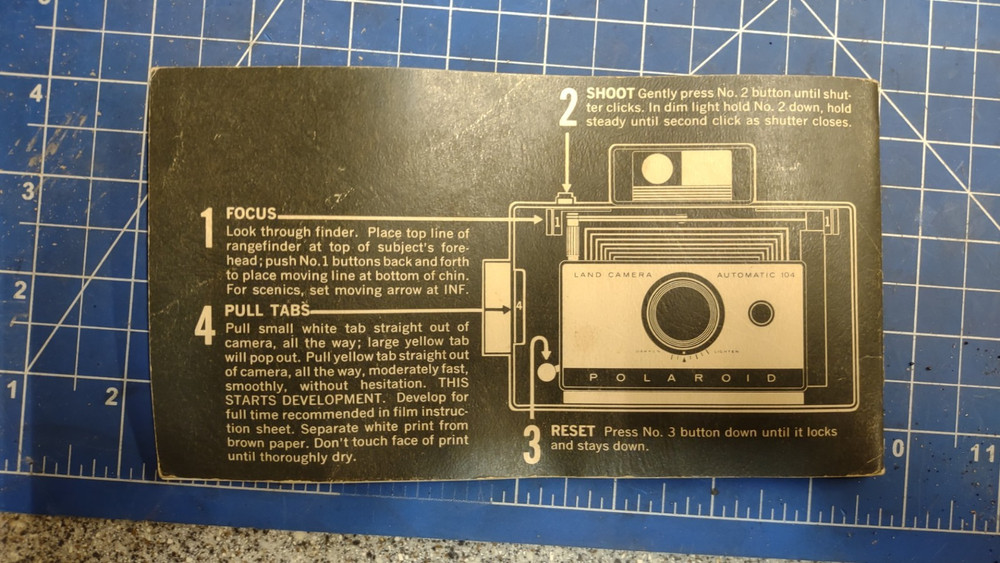 4
3
2
1
2
0
11
2 SHOOT Gently press No. 2 button until shut-
ter clicks. In dim light hold No. 2 down, hold
steady until second click as shutter closes.
1 FOCUS
Look through finder. Place top line of
rangefinder at top of subject's fore-
head; push No. 1 buttons back and forth
to place moving line at bottom of chin.
For scenics, set moving arrow at INF.
4 PULL TABS
Pull small white tab straight out of
camera, all the way; large yellow tab
will pop out. Pull yellow tab straight out
of camera, all the way, moderately fast,
smoothly, without hesitation. THIS
STARTS DEVELOPMENT. Develop for
full time recommended in film instruc-
tion sheet. Separate white print from
brown paper. Don't touch face of print
until thoroughly dry.
1
1
4
LAND CAMERA
AUTOMATIC 104
DARKEN
LIGHTEN
POLAROID
3 RESET Press No. 3 button down until it locks
and stays down.